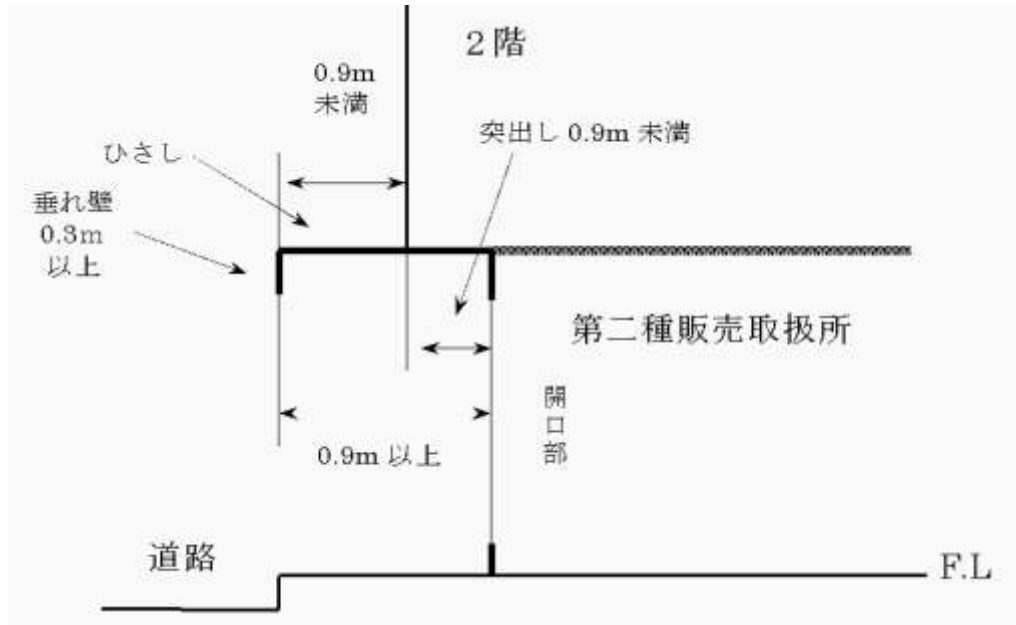 2階
0.9m
未満
突出し 0.9m 未満
ひさし
垂れ壁
0.3m
以上
第二種販売取扱所
開口部
0.9m 以上
道路
F.L